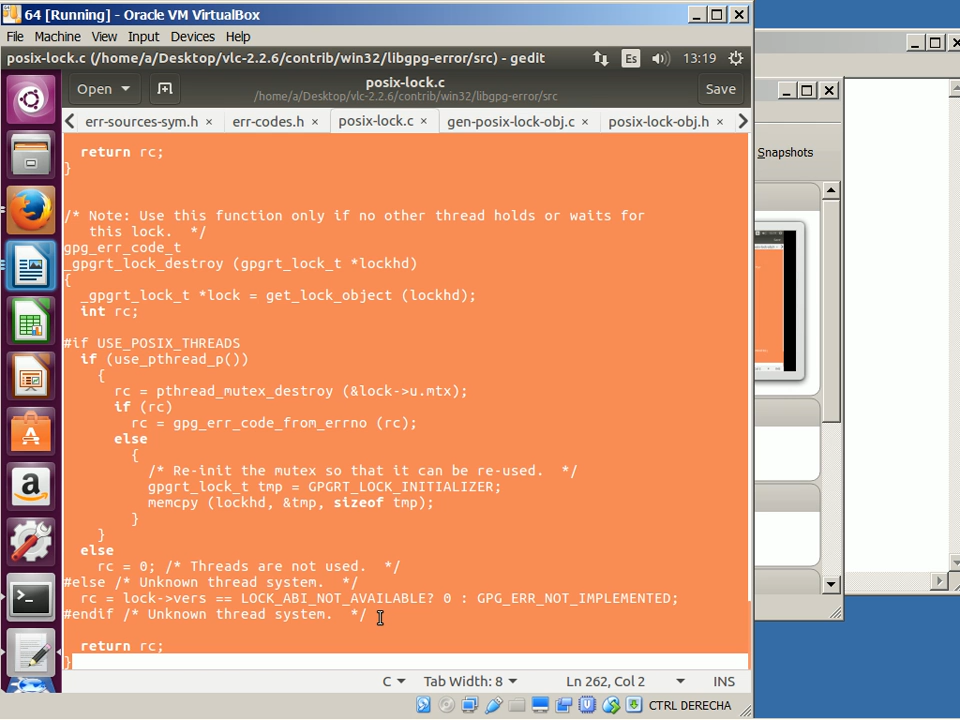 64 [Running] - Oracle VM VirtualBox
File Machine View Input Devices Help
posix-lock.c (/home/a/Desktop/vlc-2.2.6/contrib/win32/libgpg-error/src) - gedit
Es
13:19
Open
posix-lock.c
/home/a/Desktop/vlc-2.2.6/contrib/win32/libgpg-error/src
Save
err-sources-sym.h × err-codes.h × posix-lock.c × gen-posix-lock-obj.c × posix-lock-obj.h ×
Snapshots
return rc;
}
/* Note: Use this function only if no other thread holds or waits for
this lock.  */
gpg_err_code_t
_gpgrt_lock_destroy (gpgrt_lock_t *lockhd)
{
_gpgrt_lock_t *lock = get_lock_object (lockhd);
int rc;
#if USE_POSIX_THREADS
if (use_pthread_p())
{
rc = pthread_mutex_destroy (&lock->u.mtx);
if (rc)
rc = gpg_err_code_from_errno (rc);
else
{
/* Re-init the mutex so that it can be re-used.  */
gpgrt_lock_t tmp = GPGRT_LOCK_INITIALIZER;
memcpy (lockhd, &tmp, sizeof tmp);
}
}
else
rc = 0; /* Threads are not used.  */
#else /* Unknown thread system.  */
rc = lock->vers == LOCK_ABI_NOT_AVAILABLE? 0 : GPG_ERR_NOT_IMPLEMENTED;
#endif /* Unknown thread system.  */
return rc;
}
C Tab Width: 8 Ln 262, Col 2 INS
CTRL DERECHA